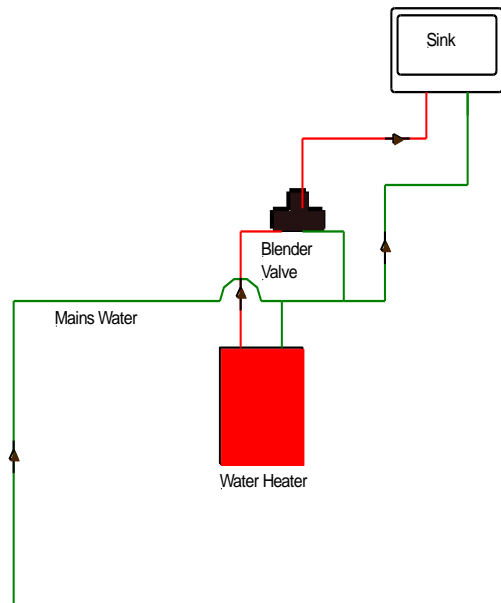 Sink
Blender
Valve
Mains Water
Water Heater